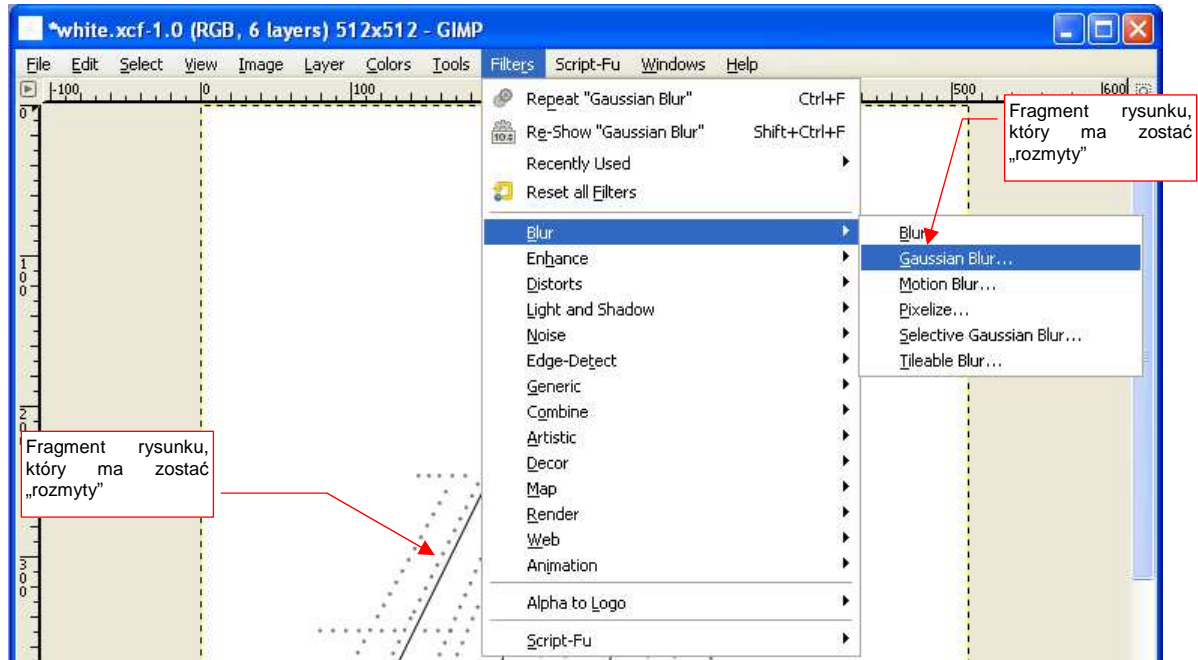 *white.xcf-1.0 (RGB, 6 layers) 512x512 - GIMP
File Edit Select View Image Layer Colors Tools Filters Script-Fu Windows Help
-100 0 100 500 600
Repeat "Gaussian Blur" Ctrl+F
Re-Show "Gaussian Blur" Shift+Ctrl+F
Recently Used
Reset all Filters
Blur
Enhance
Distorts
Light and Shadow
Noise
Edge-Detect
Generic
Combine
Artistic
Decor
Map
Render
Web
Animation
Alpha to Logo
Script-Fu
Blur
Gaussian Blur...
Motion Blur...
Pixelize...
Selective Gaussian Blur...
Tileable Blur...
Fragment rysunku,
który ma zostać
„rozmyty”
Fragment rysunku,
który ma zostać
„rozmyty”
0
100
300